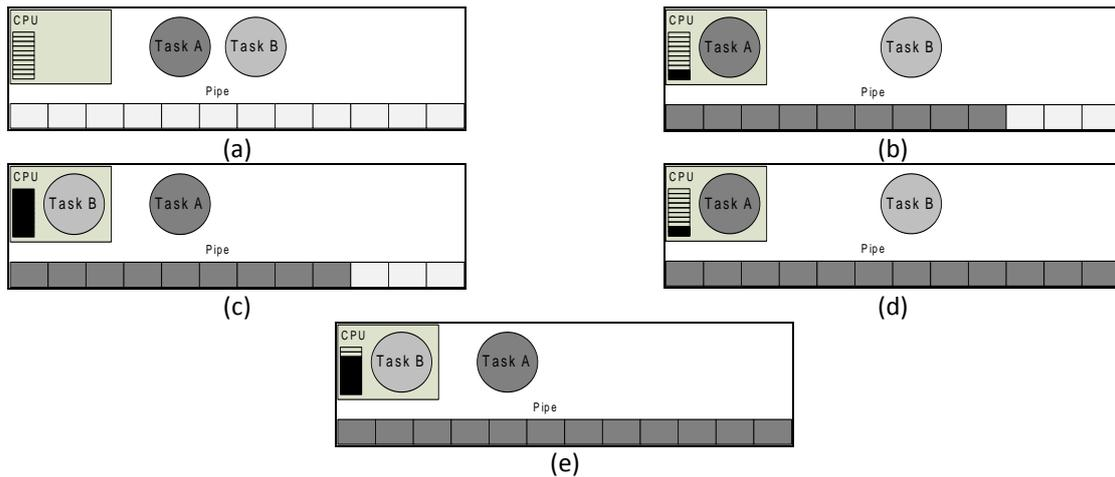 CPU
Task A Task B
Pipe
(a)
CPU
Task A Task B
Pipe
(b)
CPU
Task B Task A
Pipe
(c)
CPU
Task A Task B
Pipe
(d)
CPU
Task B Task A
Pipe
(e)